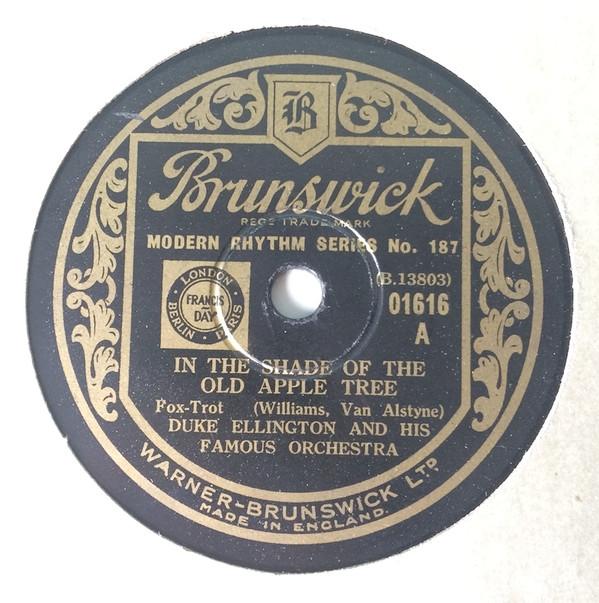 B
Brunswick
REGD TRADE MARK
MODERN RHYTHM SERIES No. 187
LONDON
FRANCIS
DAY
BERLIN PARIS
(B.13803)
01616
A
IN THE SHADE OF THE
OLD APPLE TREE
Fox-Trot (Williams, Van Alstyne)
DUKE ELLINGTON AND HIS
FAMOUS ORCHESTRA
WARNER-BRUNSWICK LTD
MADE IN ENGLAND.